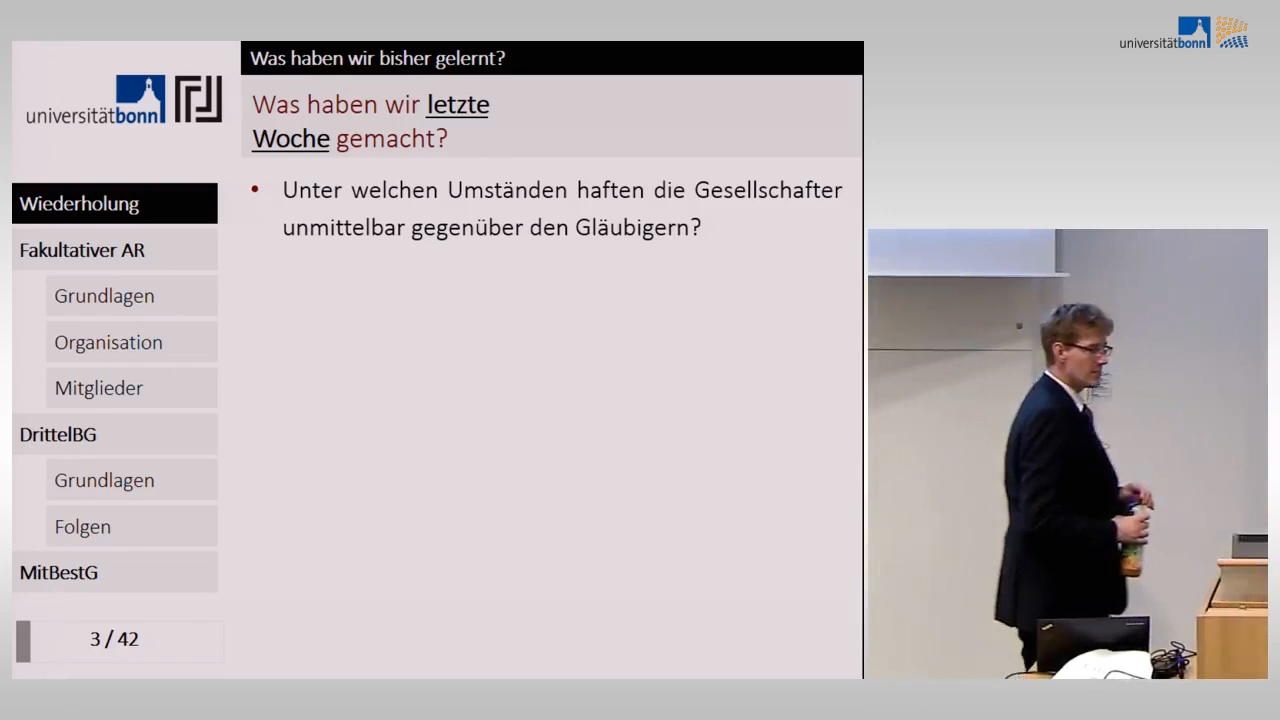 universitätbonn
Was haben wir bisher gelernt?
universitätbonn
Was haben wir letzte
Woche gemacht?
• Unter welchen Umständen haften die Gesellschafter
unmittelbar gegenüber den Gläubigern?
Wiederholung
Fakultativer AR
Grundlagen
Organisation
Mitglieder
DrittelBG
Grundlagen
Folgen
MitBestG
3 / 42